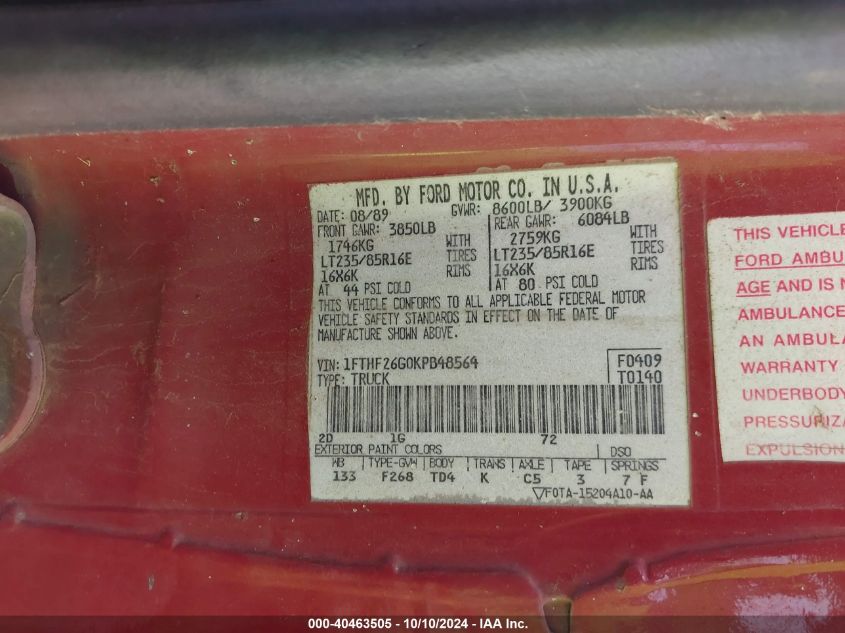 MFD. BY FORD MOTOR CO. IN U.S.A.
DATE: 08/89 GVWR: 8600LB/ 3900KG
FRONT GAWR: 3850LB REAR GAWR: 6084LB
1746KG WITH 2759KG WITH
LT235/85R16E TIRES LT235/85R16E TIRES
16X6K RIMS 16X6K RIMS
AT 44 PSI COLD AT 80 PSI COLD
THIS VEHICLE CONFORMS TO ALL APPLICABLE FEDERAL MOTOR
VEHICLE SAFETY STANDARDS IN EFFECT ON THE DATE OF
MANUFACTURE SHOWN ABOVE.
VIN: 1FTHF26G0KPB48564 F0409
TYPE: TRUCK T0140
2D 1G 72
EXTERIOR PAINT COLORS DSO
WB TYPE-GVW BODY TRANS AXLE TAPE SPRINGS
133 F268 TD4 K C5 3 7 F
F0TA-15204A10-AA
THIS VEHICLE
FORD AMBU
AGE AND IS N
AMBULANCE
AN AMBUL
WARRANTY
UNDERBODY
PRESSURIZA
EXPULSION
000-40463505 - 10/10/2024 - IAA Inc.